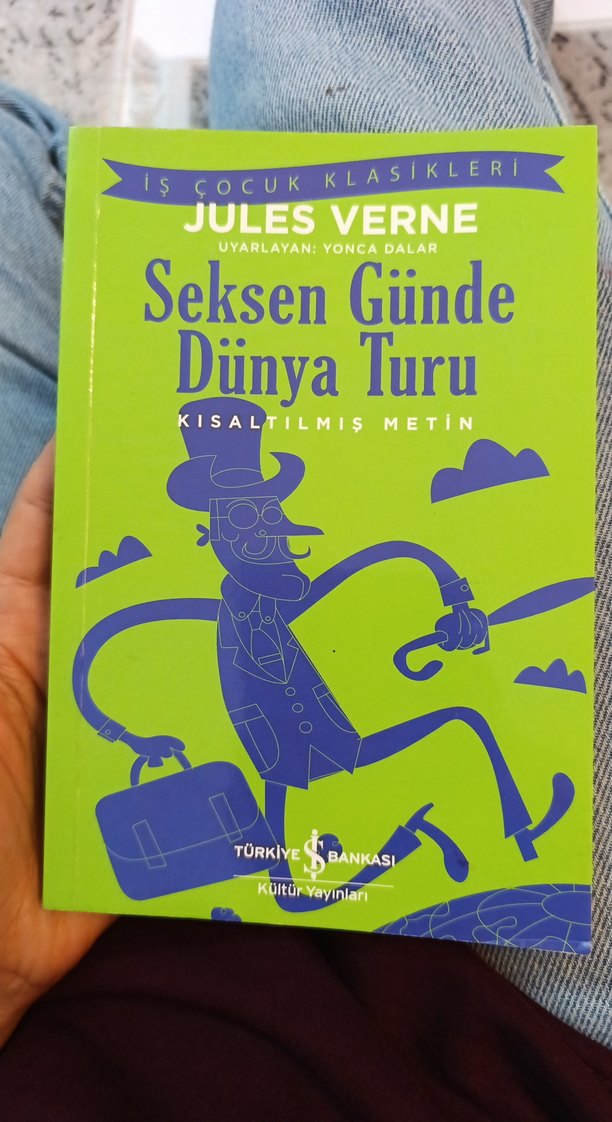 İŞ ÇOCUK KLASİKLERİ
JULES VERNE
UYARLAYAN: YONCA DALAR
Seksen Günde
Dünya Turu
KISALTILMIŞ METİN
TÜRKİYE İŞ BANKASI
Kültür Yayınları